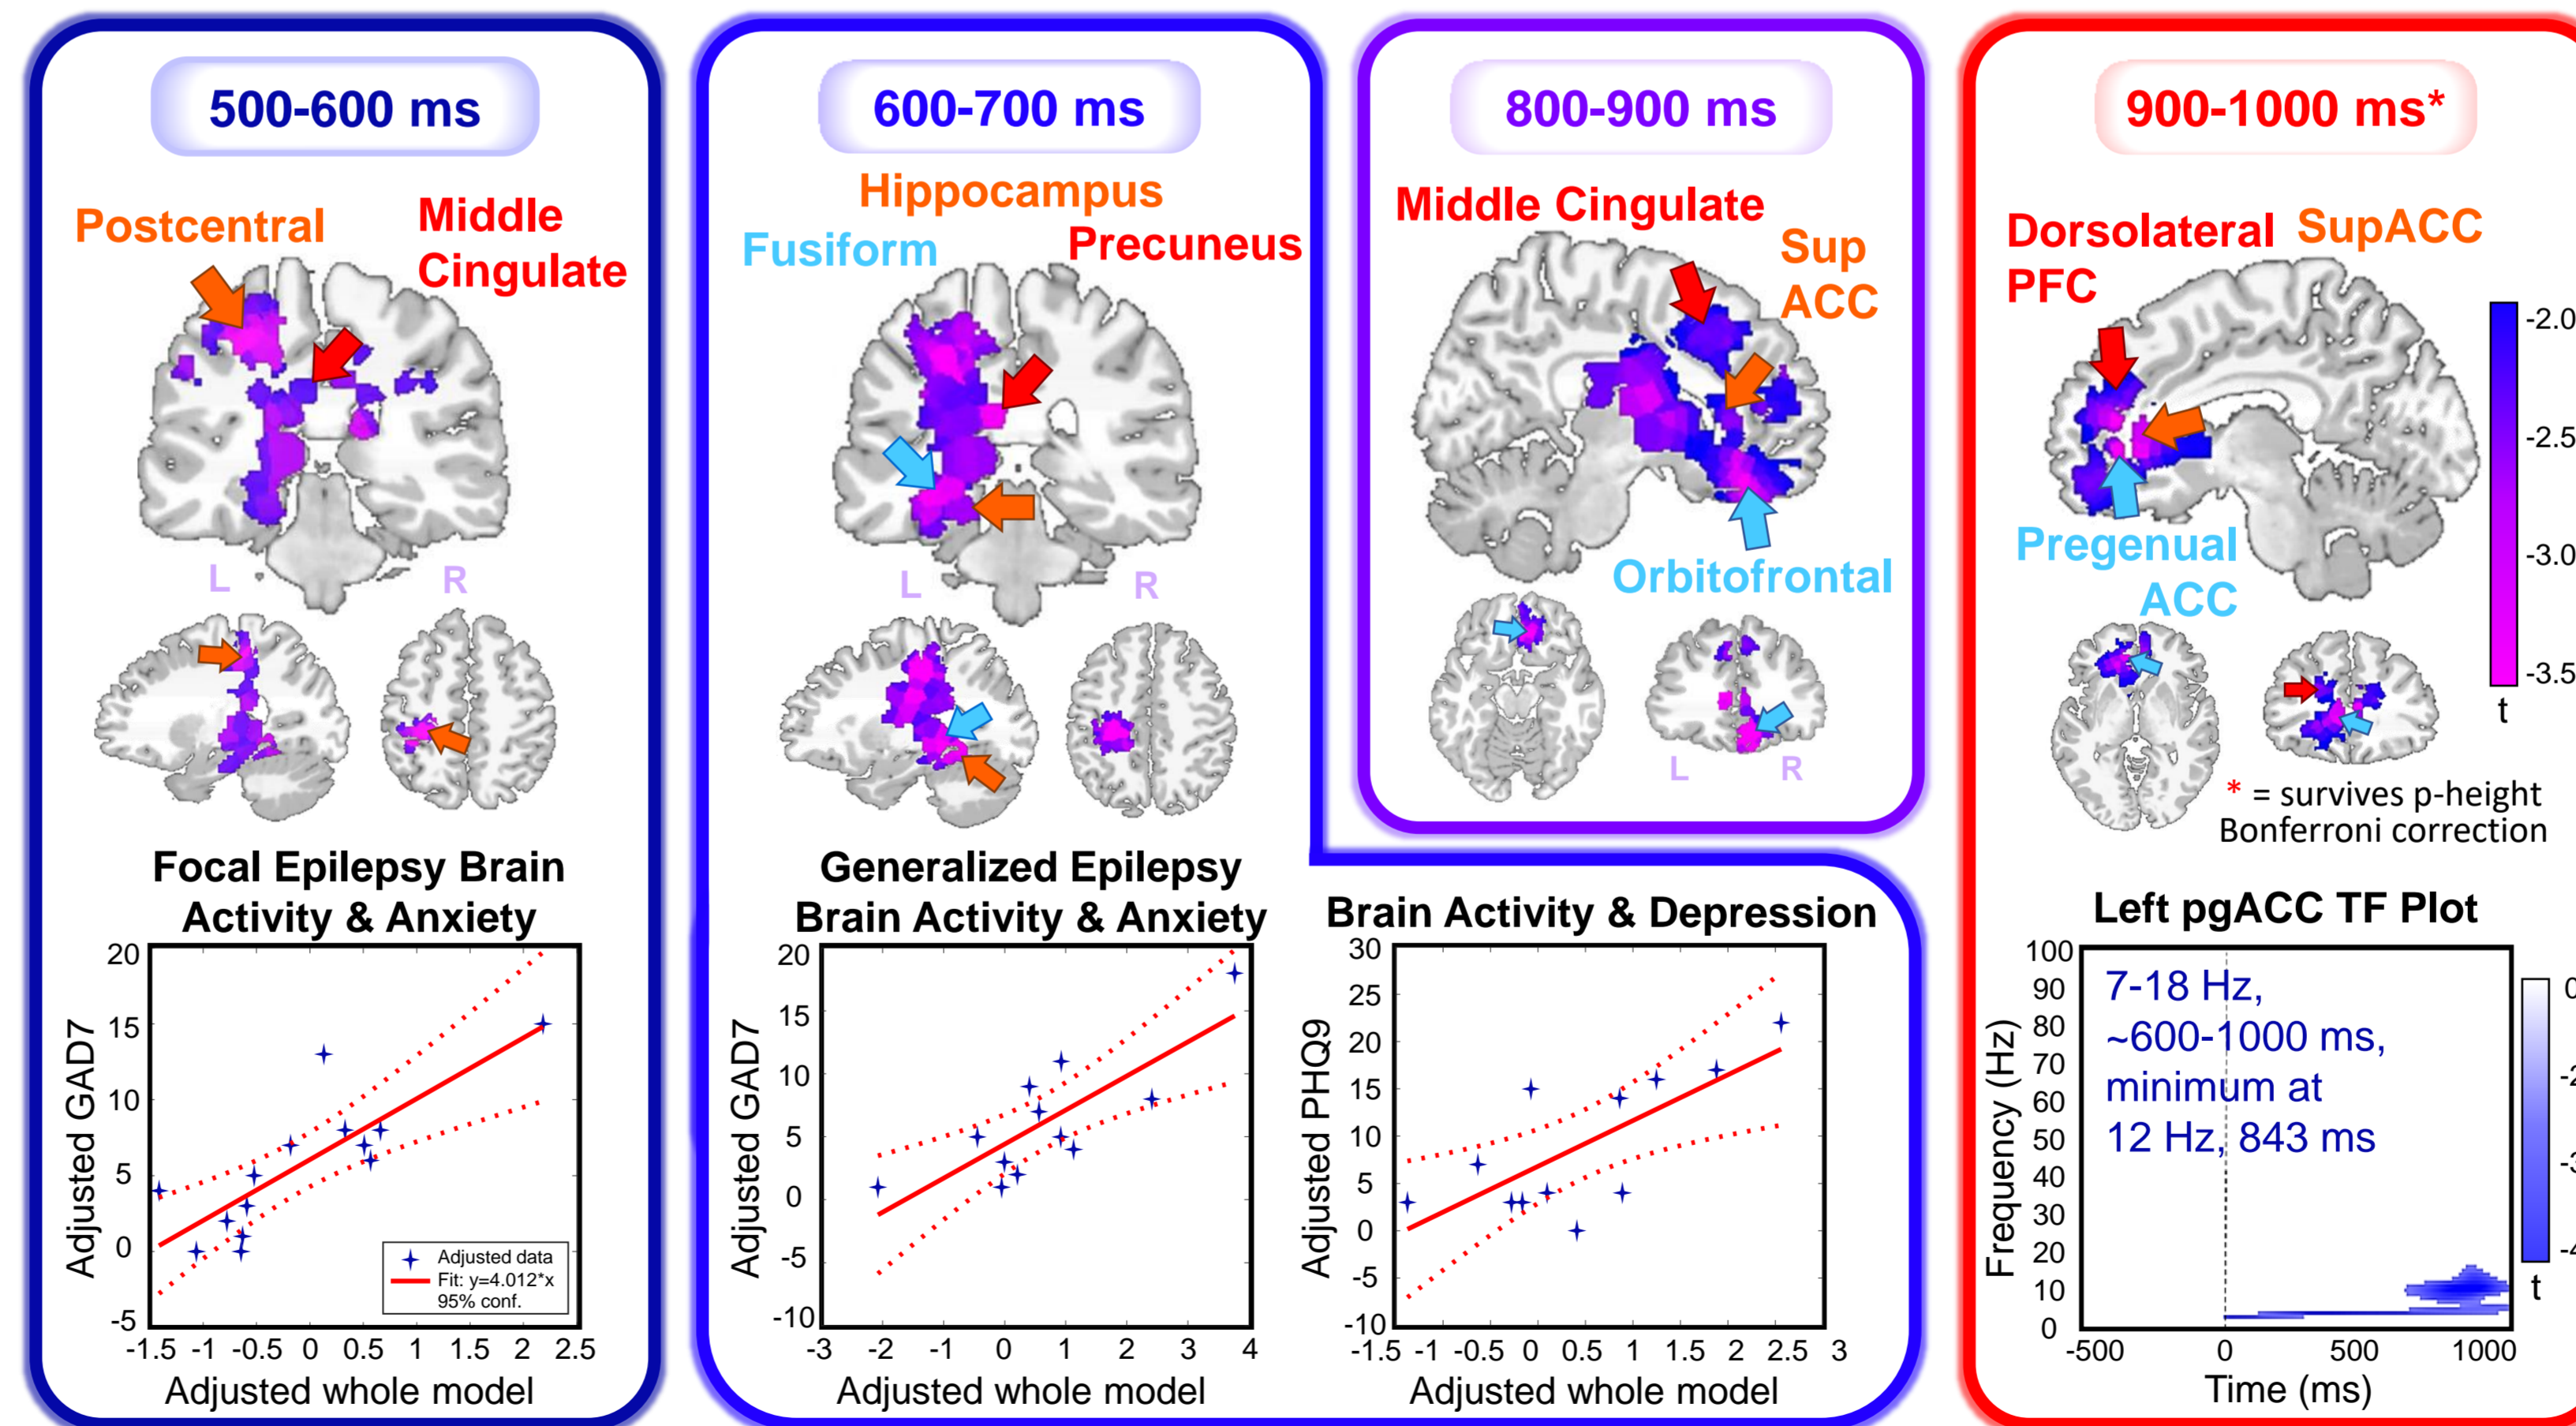 500-600 ms
Postcentral
Middle
Cingulate
L
R
Focal Epilepsy Brain
Activity & Anxiety
20
15
10
5
0
-5
Adjusted GAD7
Adjusted data
Fit: y=4.012*x
95% conf.
-1.5 -1 -0.5 0 0.5 1 1.5 2 2.5
Adjusted whole model
600-700 ms
Hippocampus
Fusiform
Precuneus
L
R
Generalized Epilepsy
Brain Activity & Anxiety
20
15
10
5
0
-5
-10
Adjusted GAD7
-3 -2 -1 0 1 2 3 4
Adjusted whole model
Brain Activity & Depression
30
25
20
15
10
5
0
-5
-10
Adjusted PHQ9
-1.5 -1 -0.5 0 0.5 1 1.5 2 2.5 3
Adjusted whole model
800-900 ms
Middle Cingulate
Sup
ACC
Orbitofrontal
L
R
900-1000 ms*
Dorsolateral
PFC
SupACC
Pregenual
ACC
-2.0
-2.5
-3.0
-3.5
t
* = survives p-height
Bonferroni correction
Left pgACC TF Plot
100
90
80
70
60
50
40
30
20
10
0
Frequency (Hz)
7-18 Hz,
~600-1000 ms,
minimum at
12 Hz, 843 ms
-500 0 500 1000
Time (ms)
0
-2
-3
-4
t